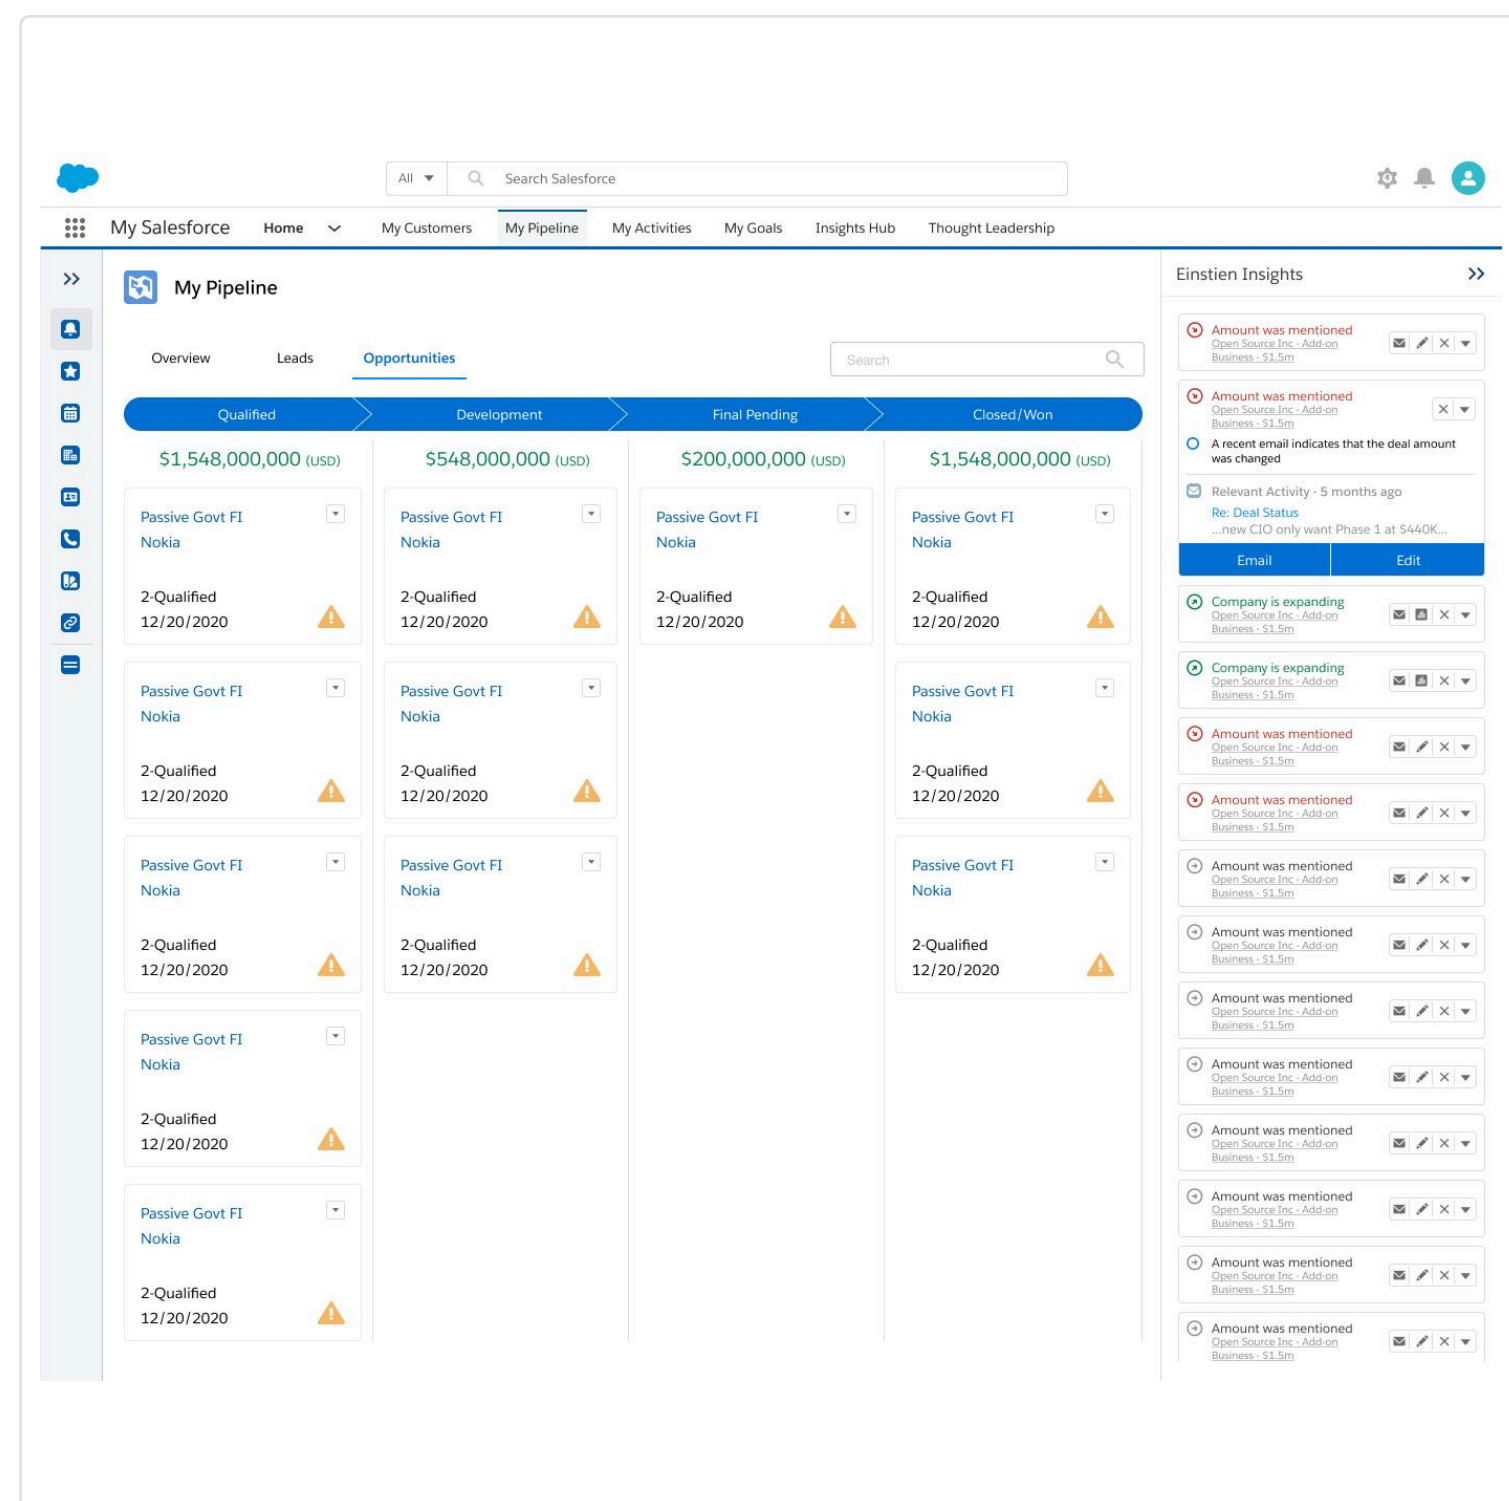 All
Search Salesforce
My Salesforce
Home
My Customers
My Pipeline
My Activities
My Goals
Insights Hub
Thought Leadership
My Pipeline
Overview
Leads
Opportunities
Search
Qualified
Development
Final Pending
Closed/Won
$1,548,000,000 (USD)
$548,000,000 (USD)
$200,000,000 (USD)
$1,548,000,000 (USD)
Passive Govt FI
Nokia
2-Qualified
12/20/2020
Passive Govt FI
Nokia
2-Qualified
12/20/2020
Passive Govt FI
Nokia
2-Qualified
12/20/2020
Passive Govt FI
Nokia
2-Qualified
12/20/2020
Passive Govt FI
Nokia
2-Qualified
12/20/2020
Passive Govt FI
Nokia
2-Qualified
12/20/2020
Passive Govt FI
Nokia
2-Qualified
12/20/2020
Passive Govt FI
Nokia
2-Qualified
12/20/2020
Passive Govt FI
Nokia
2-Qualified
12/20/2020
Passive Govt FI
Nokia
2-Qualified
12/20/2020
Passive Govt FI
Nokia
2-Qualified
12/20/2020
Passive Govt FI
Nokia
2-Qualified
12/20/2020
Einstien Insights
Amount was mentioned
Open Source Inc - Add-on
Business - $1.5m
Amount was mentioned
Open Source Inc - Add-on
Business - $1.5m
A recent email indicates that the deal amount
was changed
Relevant Activity - 5 months ago
Re: Deal Status
...new CIO only want Phase 1 at $440K...
Email
Edit
Company is expanding
Open Source Inc - Add-on
Business - $1.5m
Company is expanding
Open Source Inc - Add-on
Business - $1.5m
Amount was mentioned
Open Source Inc - Add-on
Business - $1.5m
Amount was mentioned
Open Source Inc - Add-on
Business - $1.5m
Amount was mentioned
Open Source Inc - Add-on
Business - $1.5m
Amount was mentioned
Open Source Inc - Add-on
Business - $1.5m
Amount was mentioned
Open Source Inc - Add-on
Business - $1.5m
Amount was mentioned
Open Source Inc - Add-on
Business - $1.5m
Amount was mentioned
Open Source Inc - Add-on
Business - $1.5m
Amount was mentioned
Open Source Inc - Add-on
Business - $1.5m
Amount was mentioned
Open Source Inc - Add-on
Business - $1.5m
Amount was mentioned
Open Source Inc - Add-on
Business - $1.5m